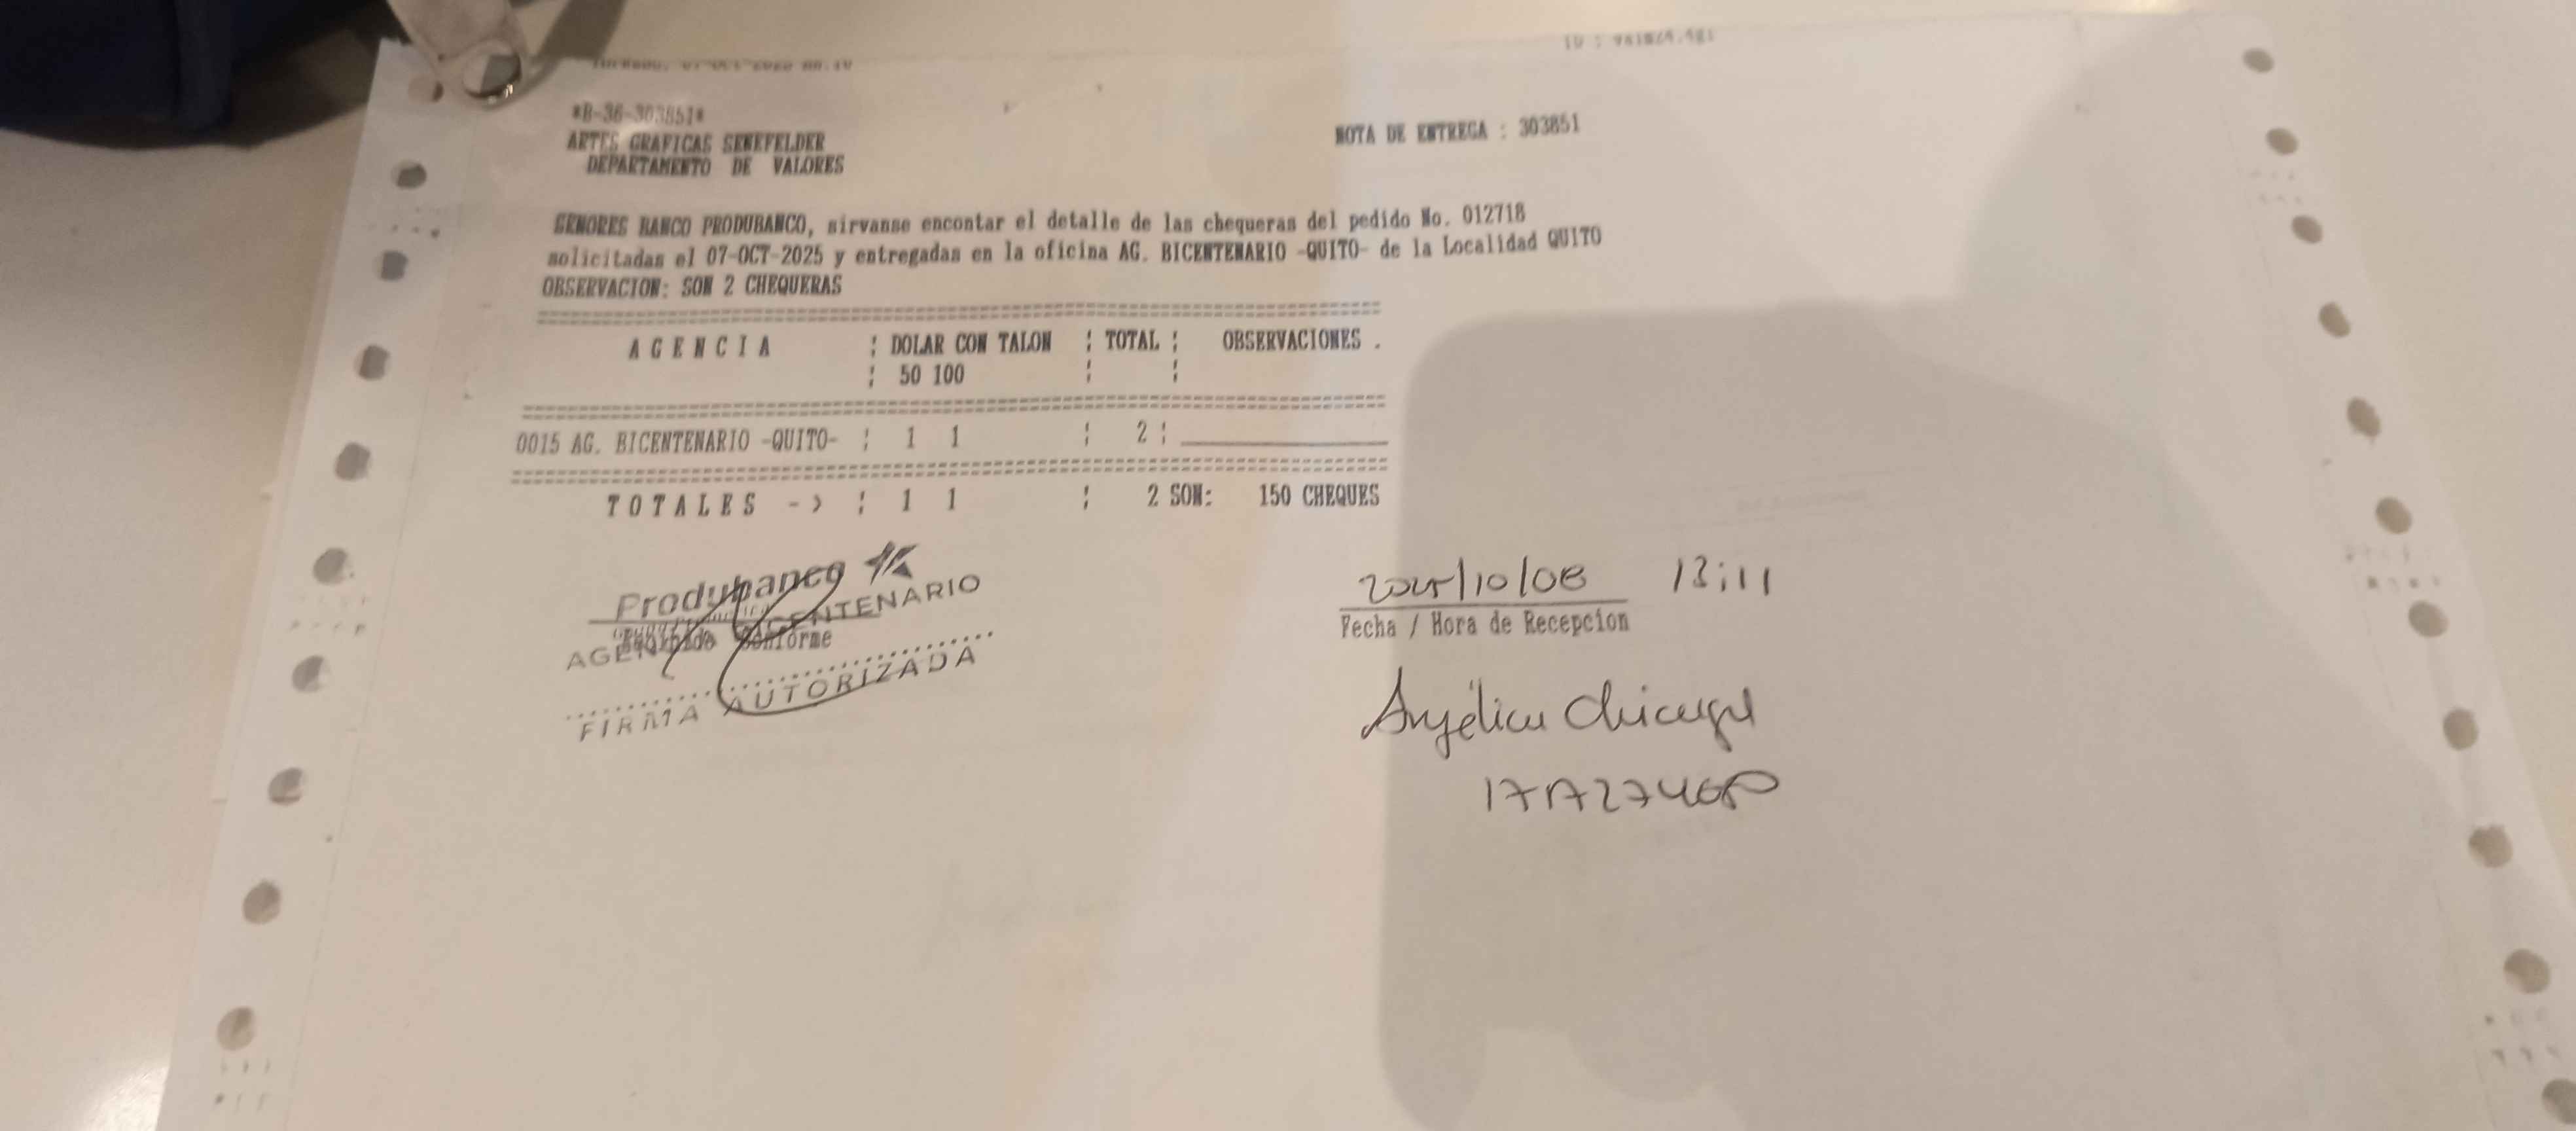 *B-36-303851*
ARTES GRAFICAS SENEFELDER
DEPARTAMENTO DE VALORES
NOTA DE ENTREGA : 303851
SENORES BANCO PRODUBANCO, sirvanse encontar el detalle de las chequeras del pedido No. 012718
solicitadas el 07-OCT-2025 y entregadas en la oficina AG. BICENTENARIO -QUITO- de la Localidad QUITO
OBSERVACION: SON 2 CHEQUERAS
A G E N C I A ¦ DOLAR CON TALON ¦ TOTAL ¦ OBSERVACIONES .
¦ 50 100 ¦ ¦
0015 AG. BICENTENARIO -QUITO- ¦ 1 1 ¦ 2 ¦
T O T A L E S -> ¦ 1 1 ¦ 2 SON: 150 CHEQUES
Produbanco
AGENCIA BICENTENARIO
Conforme
FIRMA AUTORIZADA
2025/10/08 13:11
Fecha / Hora de Recepcion
Angélica